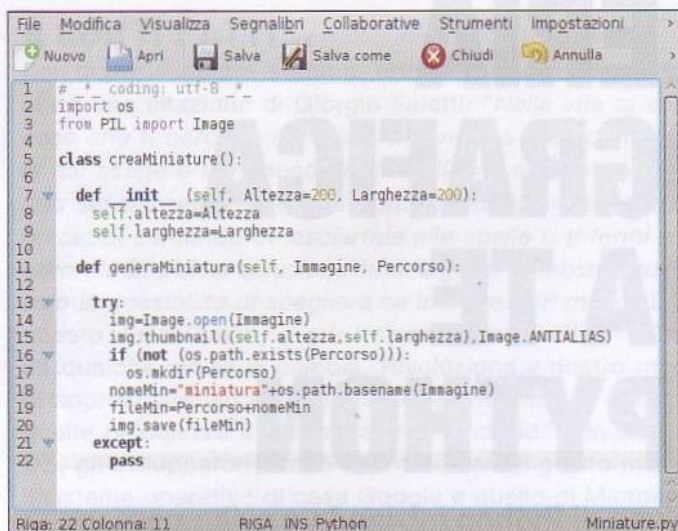 File Modifica Visualizza Segnalibri Collaborative Strumenti Impostazioni >
Nuovo Apri Salva Salva come Chiudi Annulla >
1 # _*_ coding: utf-8 _*_
2 import os
3 from PIL import Image
4
5 class creaMiniature():
6
7 def __init__ (self, Altezza=200, Larghezza=200):
8 self.altezza=Altezza
9 self.larghezza=Larghezza
10
11 def generaMiniatura(self, Immagine, Percorso):
12
13 try:
14 img=Image.open(Immagine)
15 img.thumbnail((self.altezza,self.larghezza),Image.ANTIALIAS)
16 if (not (os.path.exists(Percorso))):
17 os.mkdir(Percorso)
18 nomeMin="miniatura"+os.path.basename(Immagine)
19 fileMin=Percorso+nomeMin
20 img.save(fileMin)
21 except:
22 pass
Riga: 22 Colonna: 11 RIGA INS Python Miniature.py